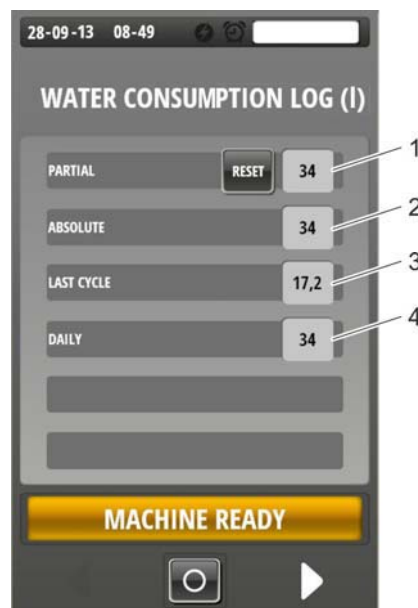 28-09-13 08-49
WATER CONSUMPTION LOG (l)
PARTIAL RESET 34 1
ABSOLUTE 34 2
LAST CYCLE 17,2 3
DAILY 34 4
MACHINE READY